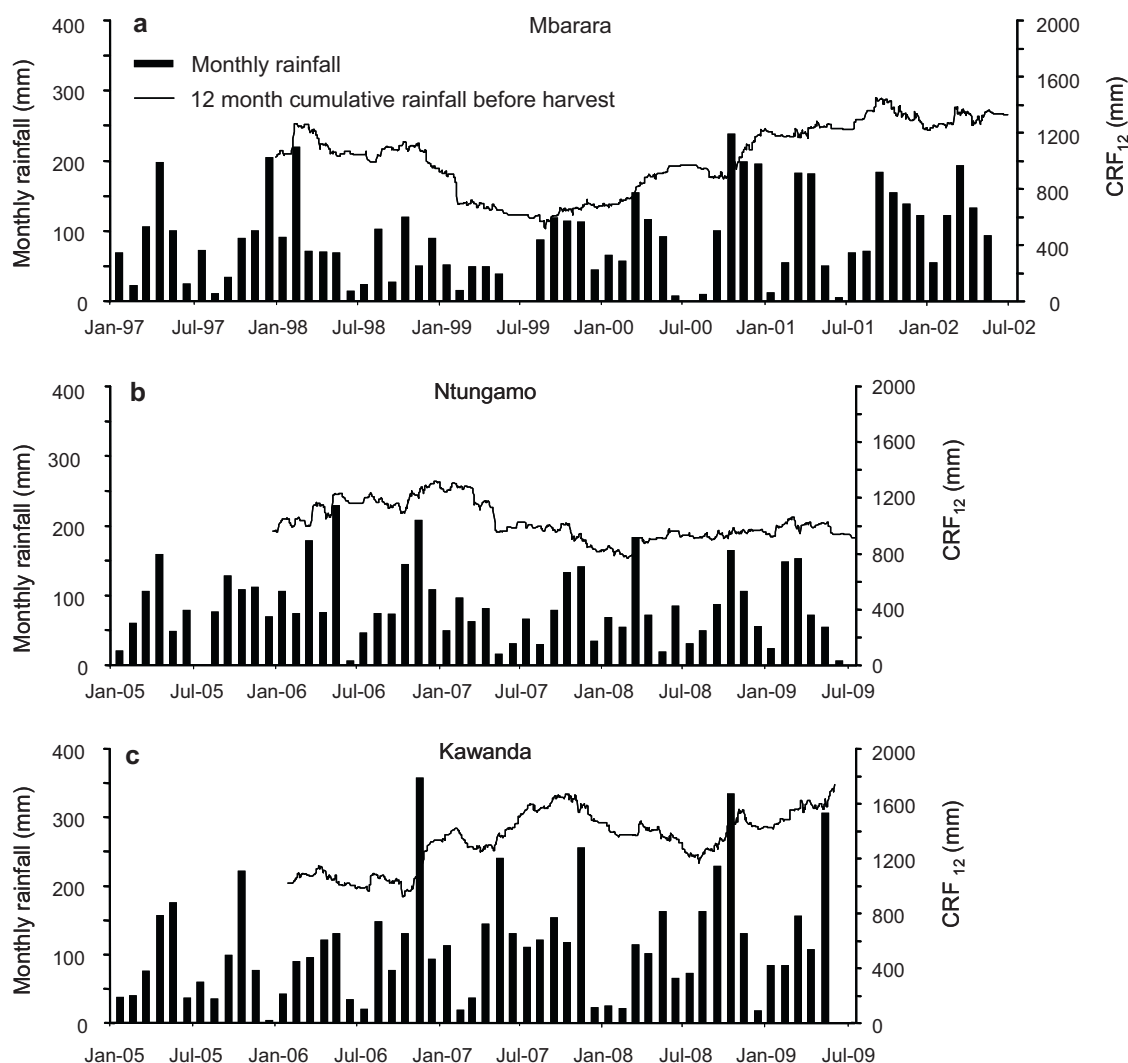 a
Mbarara
Monthly rainfall
12 month cumulative rainfall before harvest
Monthly rainfall (mm)
400
300
200
100
0
2000
1600
1200
800
400
0
CRF12 (mm)
Jan-97 Jul-97 Jan-98 Jul-98 Jan-99 Jul-99 Jan-00 Jul-00 Jan-01 Jul-01 Jan-02 Jul-02
b
Ntungamo
Monthly rainfall (mm)
400
300
200
100
0
2000
1600
1200
800
400
0
CRF12 (mm)
Jan-05 Jul-05 Jan-06 Jul-06 Jan-07 Jul-07 Jan-08 Jul-08 Jan-09 Jul-09
c
Kawanda
Monthly rainfall (mm)
400
300
200
100
0
2000
1600
1200
800
400
0
CRF 12 (mm)
Jan-05 Jul-05 Jan-06 Jul-06 Jan-07 Jul-07 Jan-08 Jul-08 Jan-09 Jul-09